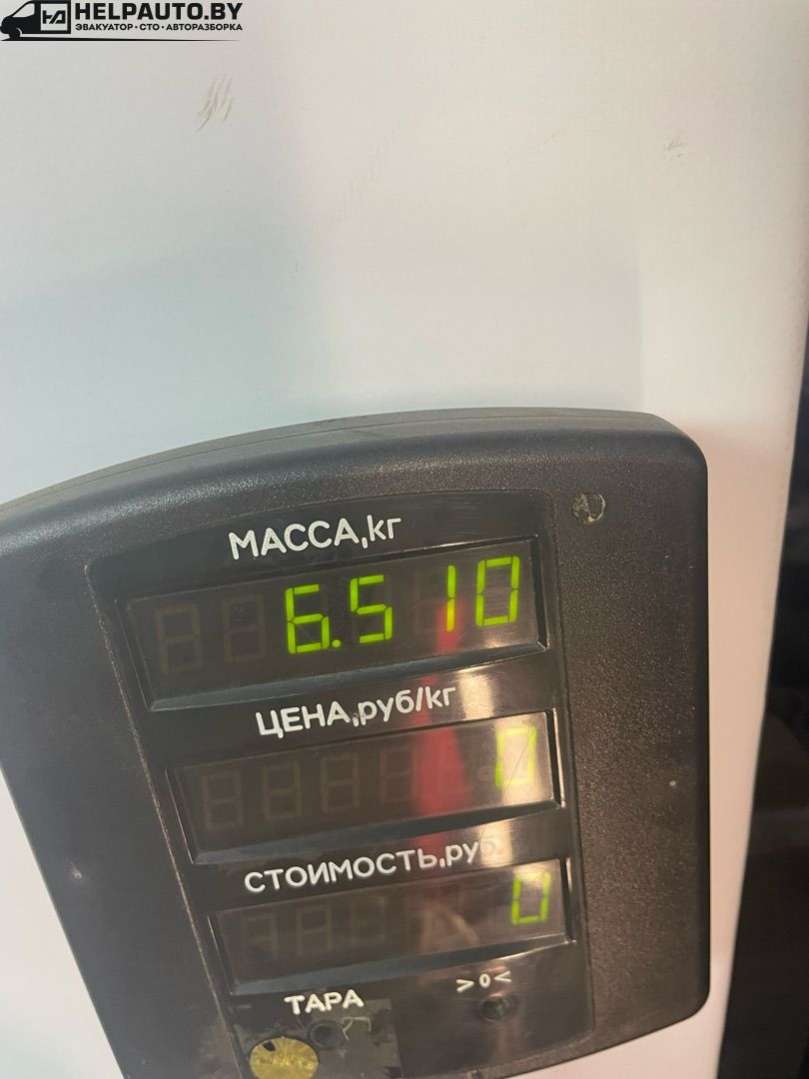 HELPAUTO.BY
ЭВАКУАТОР • СТО • АВТОРАЗБОРКА
МАССА,кг
6.510
ЦЕНА,руб/кг
0
СТОИМОСТЬ,руб
0
ТАРА >0<